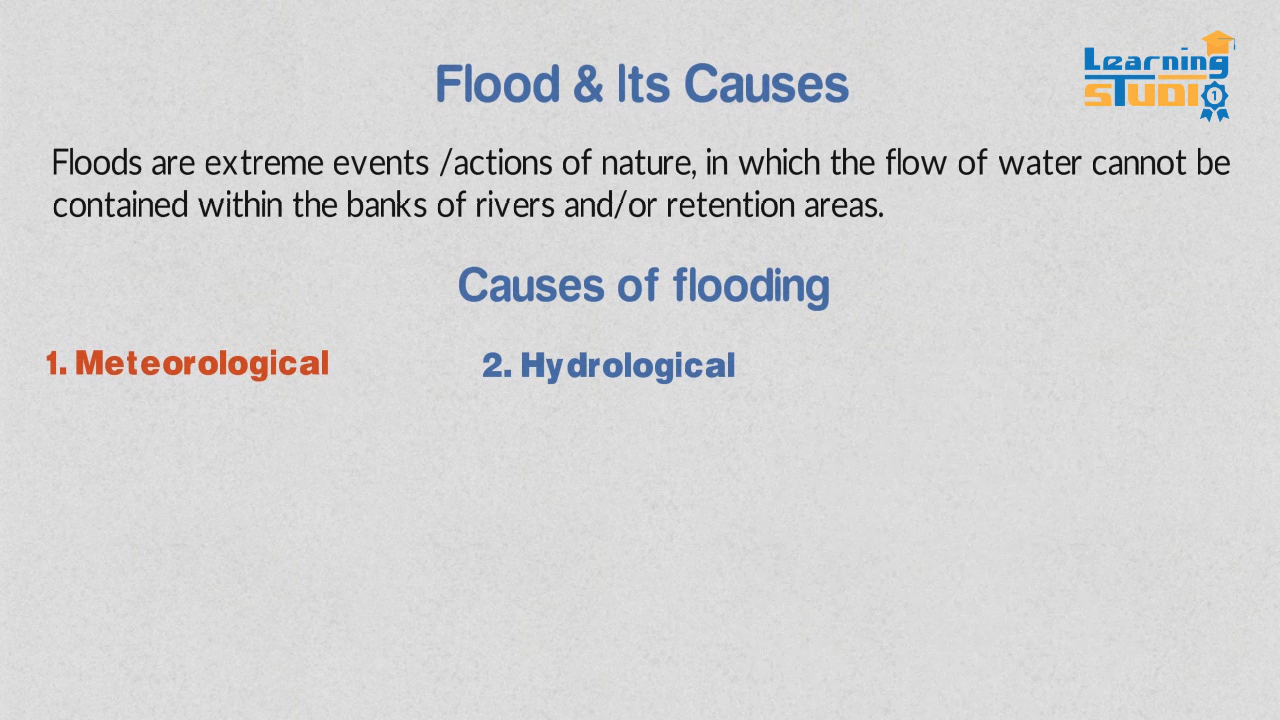 Learning
STUDIO
1
Flood & Its Causes
Floods are extreme events /actions of nature, in which the flow of water cannot be
contained within the banks of rivers and/or retention areas.
Causes of flooding
1. Meteorological
2. Hydrological